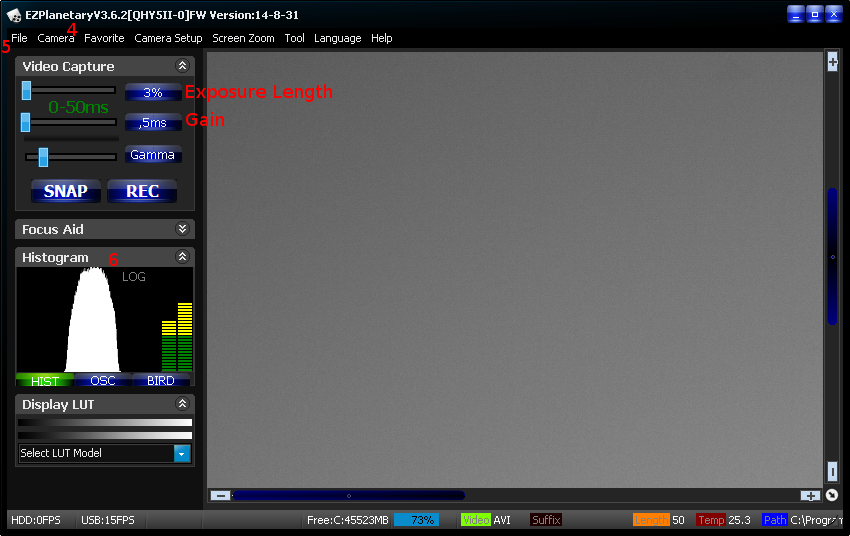 EZPlanetaryV3.6.2[QHY5II-0]FW Version:14-8-31
4
File Camera Favorite Camera Setup Screen Zoom Tool Language Help
5
Video Capture
3% Exposure Length
0-50ms
,5ms Gain
Gamma
SNAP REC
Focus Aid
Histogram 6
LOG
HIST OSC BIRD
Display LUT
Select LUT Model
HDD:0FPS USB:15FPS Free:C:45523MB 73% Video AVI Suffix Length 50 Temp 25.3 Path C:\Program